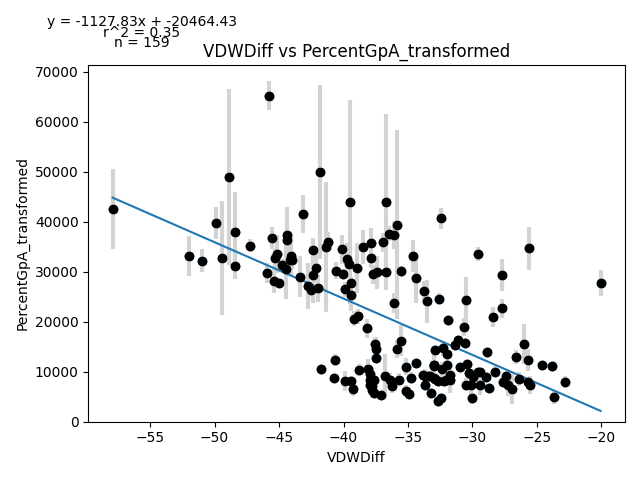 y = -1127.83x + -20464.43
r^2 = 0.35
n = 159
VDWDiff vs PercentGpA_transformed
70000
60000
50000
40000
30000
20000
10000
0
PercentGpA_transformed
−55 −50 −45 −40 −35 −30 −25 −20
VDWDiff